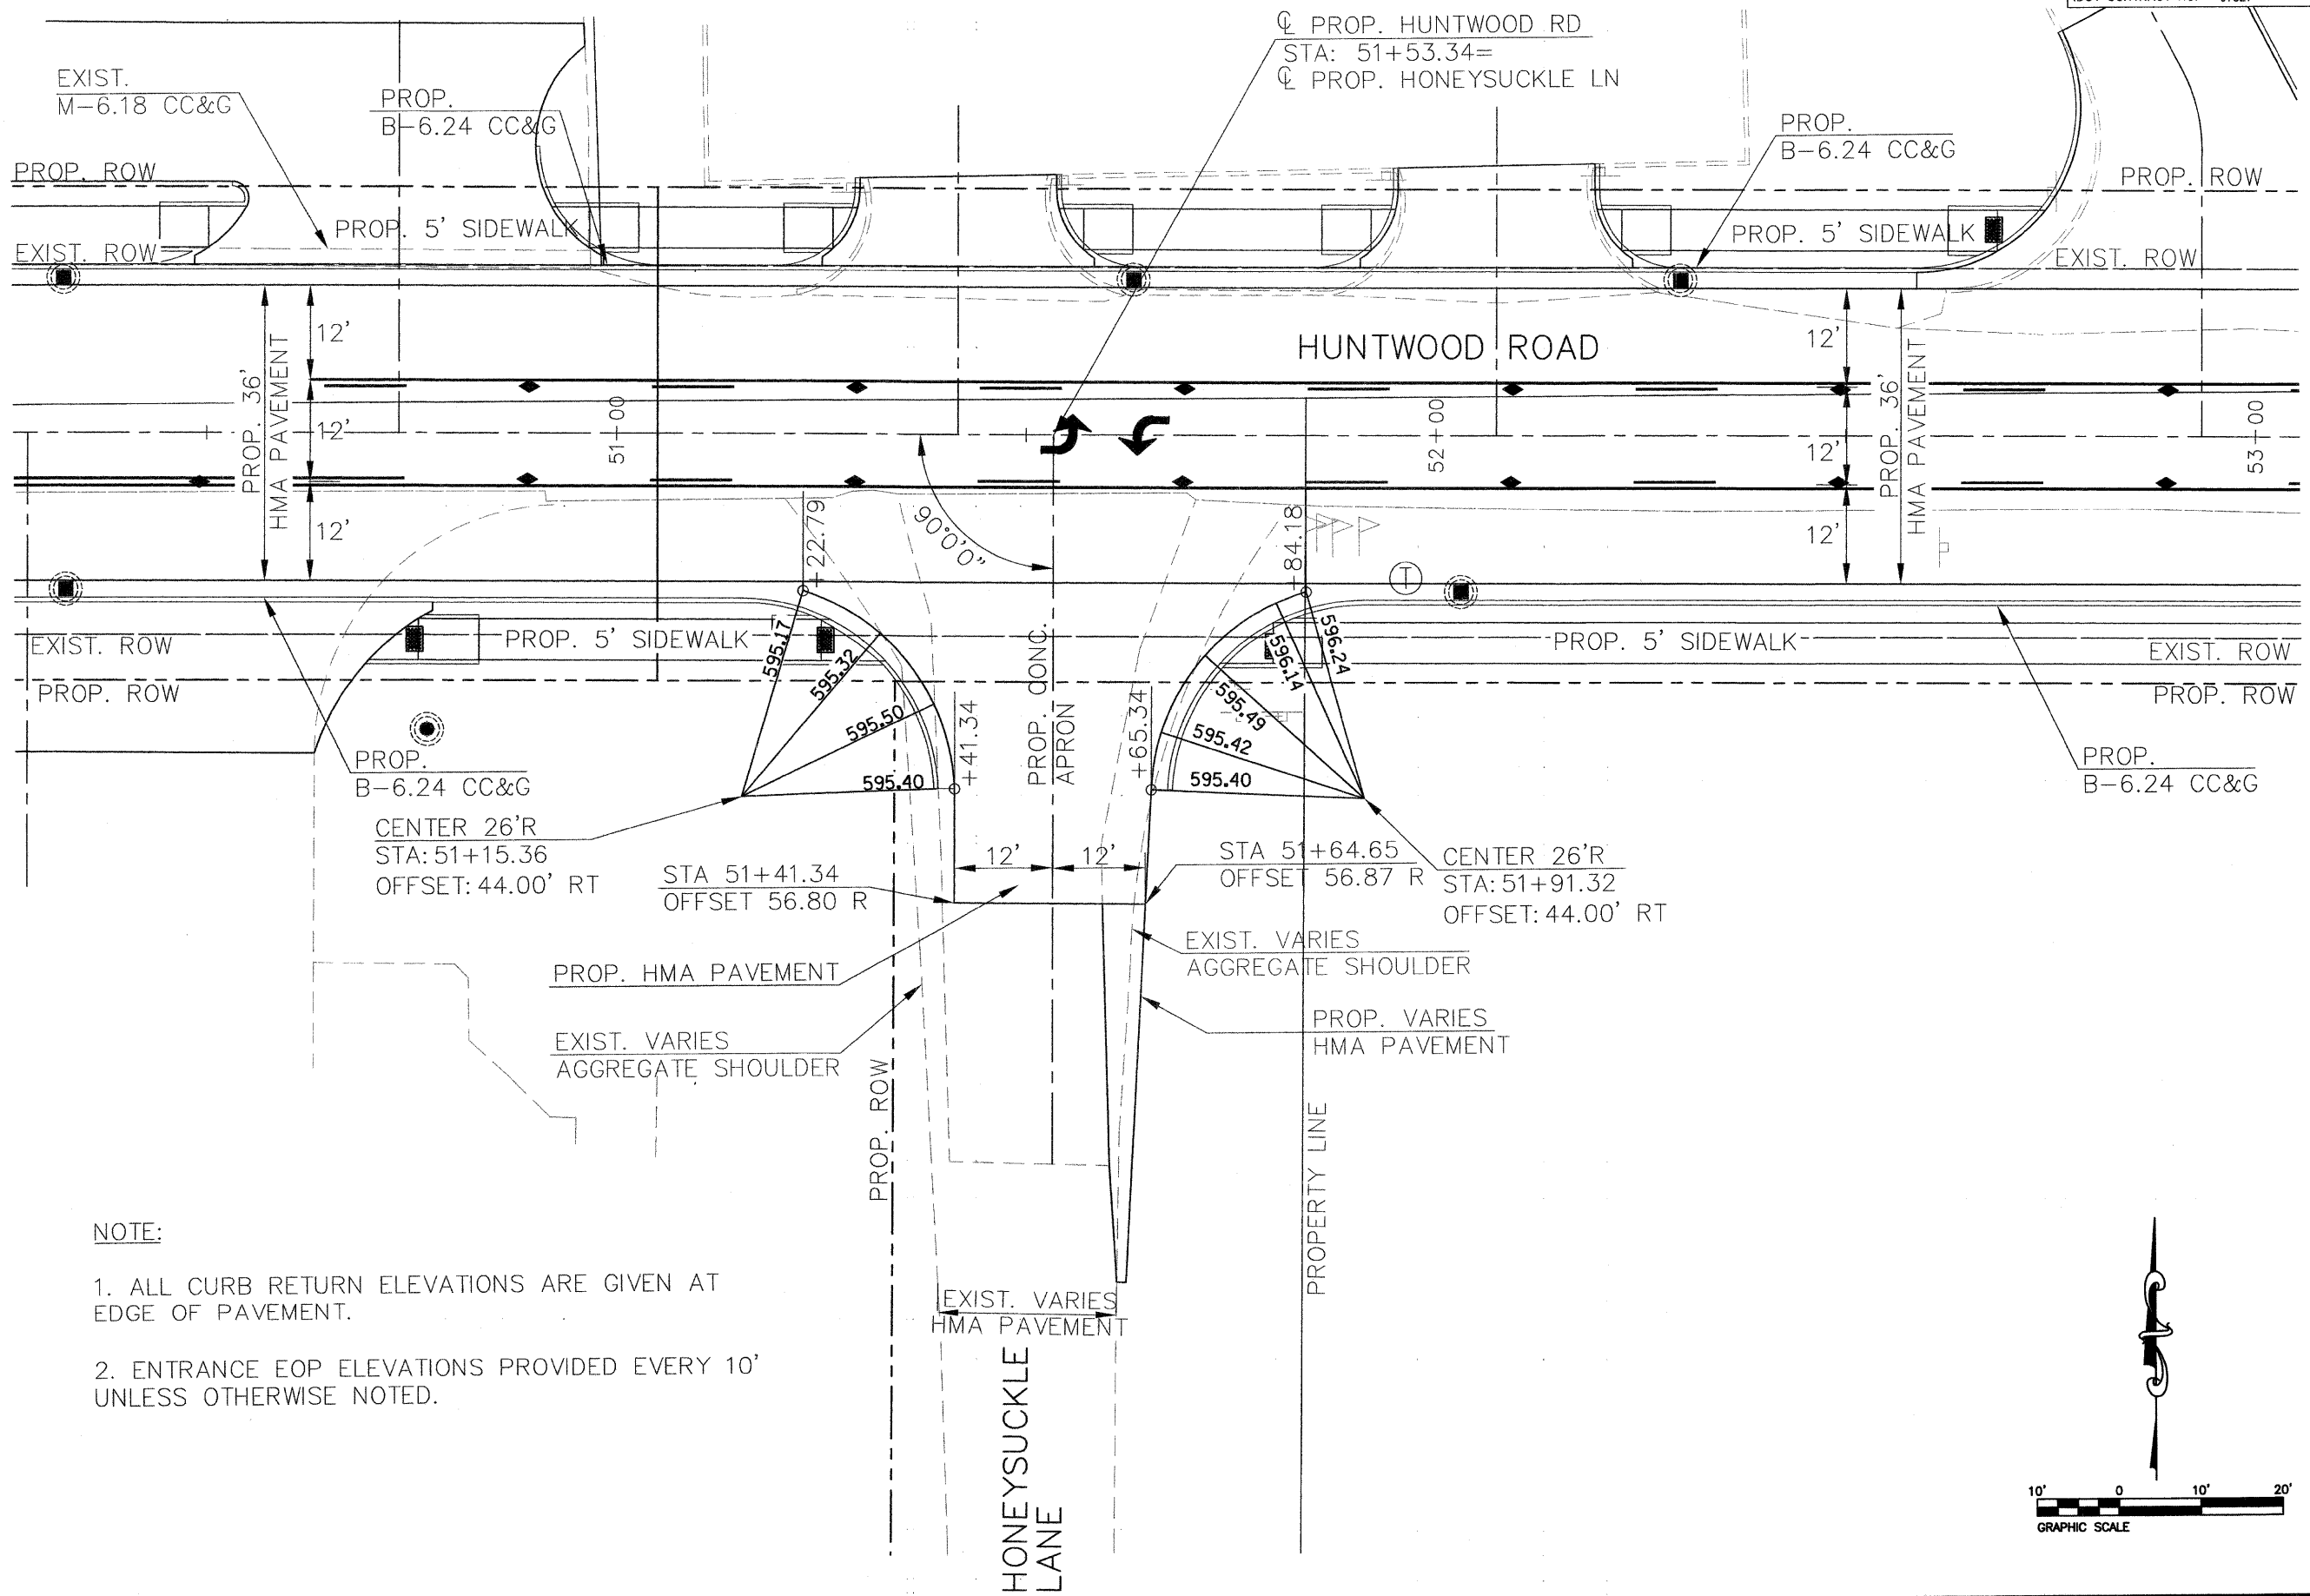 ℄ PROP. HUNTWOOD RD
STA: 51+53.34=
℄ PROP. HONEYSUCKLE LN
EXIST.
M-6.18 CC&G
PROP.
B-6.24 CC&G
PROP.
B-6.24 CC&G
PROP. ROW
PROP. ROW
PROP. 5' SIDEWALK
PROP. 5' SIDEWALK
EXIST. ROW
EXIST. ROW
12'
12'
12'
PROP. 36'
HMA PAVEMENT
HUNTWOOD ROAD
12'
12'
12'
PROP. 36'
HMA PAVEMENT
51+00
52+00
53+00
90°0'0"
+22.79
+84.18
T
EXIST. ROW
PROP. 5' SIDEWALK
PROP. 5' SIDEWALK
EXIST. ROW
PROP. ROW
PROP. ROW
595.17
595.32
595.50
595.40
+41.34
PROP. CONC.
APRON
+65.34
596.24
596.14
595.49
595.42
595.40
PROP.
B-6.24 CC&G
PROP.
B-6.24 CC&G
CENTER 26'R
STA: 51+15.36
OFFSET: 44.00' RT
STA 51+41.34
OFFSET 56.80 R
12'
12'
STA 51+64.65
OFFSET 56.87 R
CENTER 26'R
STA: 51+91.32
OFFSET: 44.00' RT
PROP. HMA PAVEMENT
EXIST. VARIES
AGGREGATE SHOULDER
EXIST. VARIES
AGGREGATE SHOULDER
PROP. VARIES
HMA PAVEMENT
PROP. ROW
PROPERTY LINE
NOTE:
1. ALL CURB RETURN ELEVATIONS ARE GIVEN AT
EDGE OF PAVEMENT.
2. ENTRANCE EOP ELEVATIONS PROVIDED EVERY 10'
UNLESS OTHERWISE NOTED.
EXIST. VARIES
HMA PAVEMENT
HONEYSUCKLE
LANE
10' 0 10' 20'
GRAPHIC SCALE